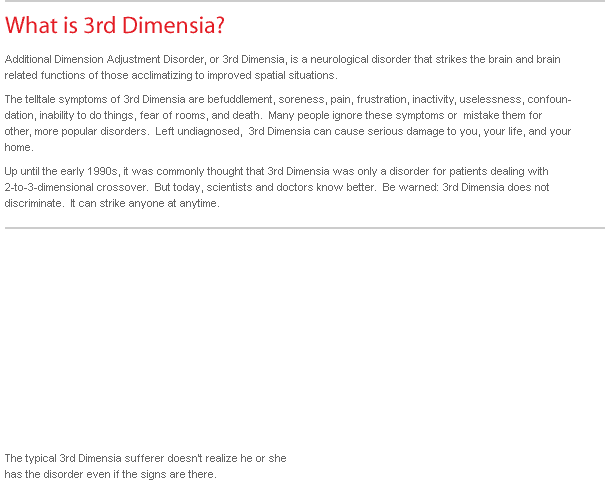 What is 3rd Dimensia?
Additional Dimension Adjustment Disorder, or 3rd Dimensia, is a neurological disorder that strikes the brain and brain
related functions of those acclimatizing to improved spatial situations.
The telltale symptoms of 3rd Dimensia are befuddlement, soreness, pain, frustration, inactivity, uselessness, confoun-
dation, inability to do things, fear of rooms, and death. Many people ignore these symptoms or mistake them for
other, more popular disorders. Left undiagnosed, 3rd Dimensia can cause serious damage to you, your life, and your
home.
Up until the early 1990s, it was commonly thought that 3rd Dimensia was only a disorder for patients dealing with
2-to-3-dimensional crossover. But today, scientists and doctors know better. Be warned: 3rd Dimensia does not
discriminate. It can strike anyone at anytime.
The typical 3rd Dimensia sufferer doesn't realize he or she
has the disorder even if the signs are there.